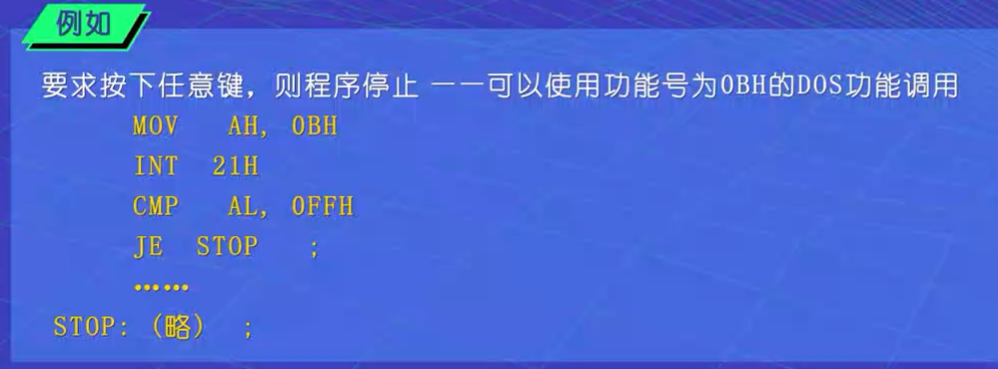 例如
要求按下任意键，则程序停止 ——可以使用功能号为0BH的DOS功能调用
MOV AH, 0BH
INT 21H
CMP AL, 0FFH
JE STOP ;
……
STOP:（略） ;